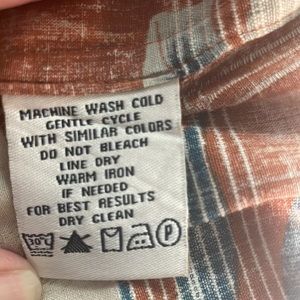 MACHINE WASH COLD
GENTLE CYCLE
WITH SIMILAR COLORS
DO NOT BLEACH
LINE DRY
WARM IRON
IF NEEDED
FOR BEST RESULTS
DRY CLEAN
30°C P